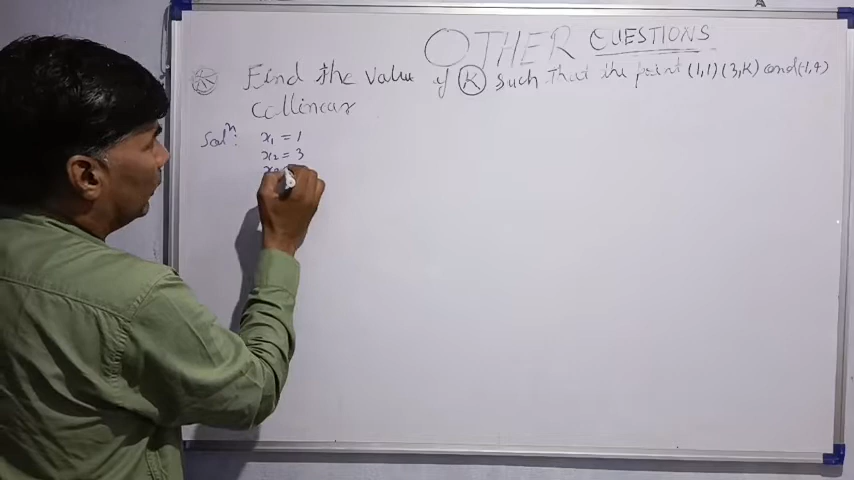 OTHER QUESTIONS
Find the value of K such that the point (1,1) (3,K) and (-1,4)
collinear
Solⁿ: x₁ = 1
x₂ = 3